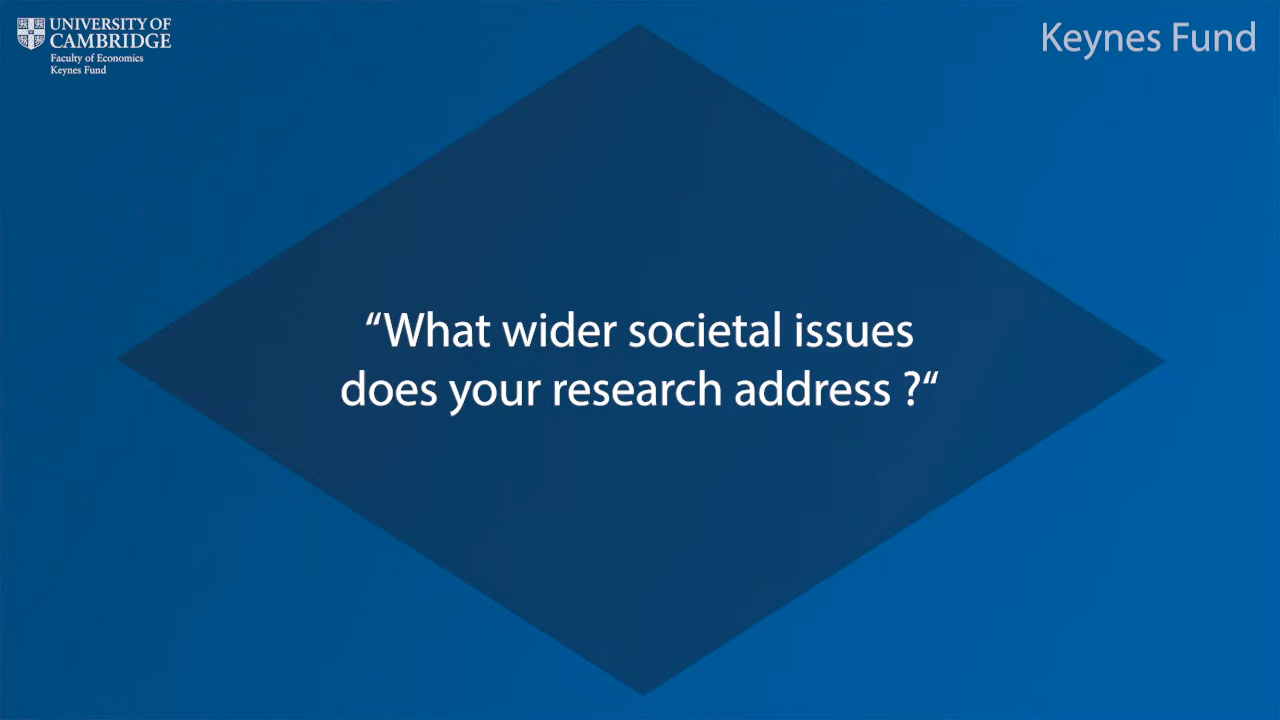 UNIVERSITY OF
CAMBRIDGE
Faculty of Economics
Keynes Fund
Keynes Fund
“What wider societal issues
does your research address ?“